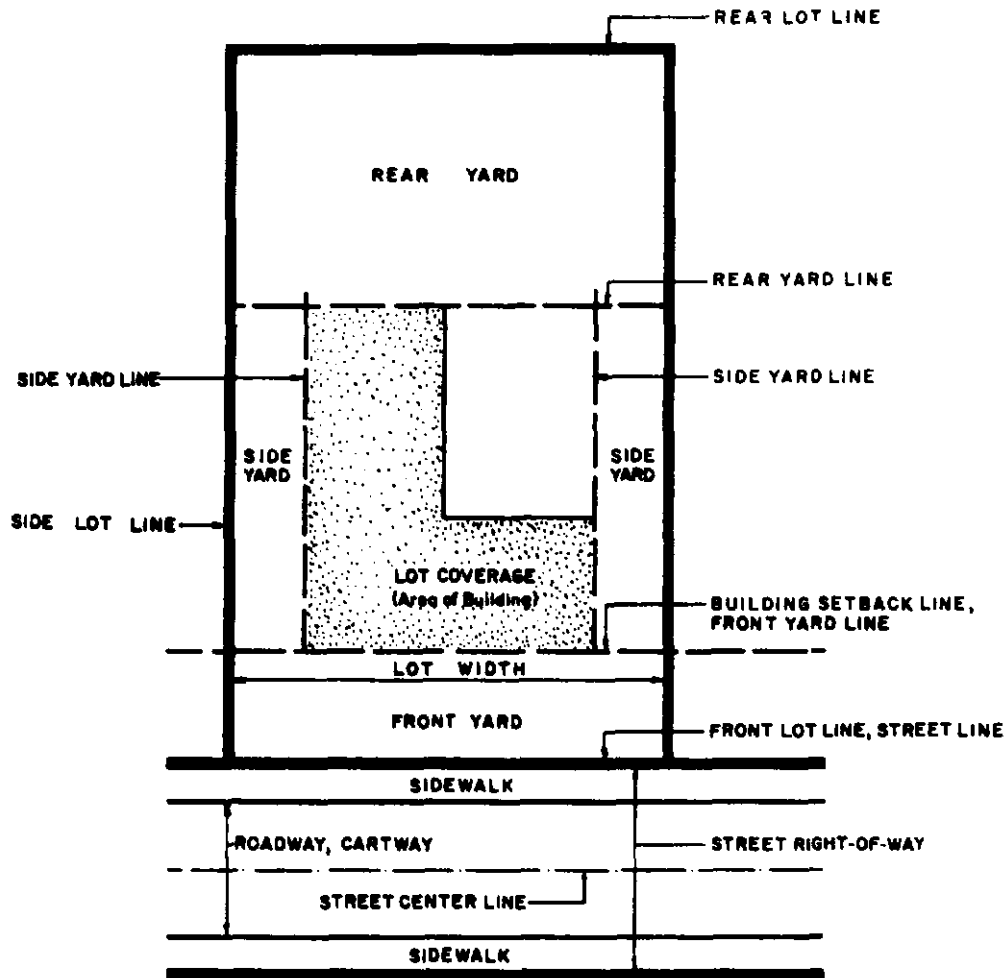 REAR LOT LINE
REAR YARD
REAR YARD LINE
SIDE YARD LINE
SIDE YARD LINE
SIDE
YARD
SIDE
YARD
SIDE LOT LINE
LOT COVERAGE
(Area of Building)
BUILDING SETBACK LINE,
FRONT YARD LINE
LOT WIDTH
FRONT YARD
FRONT LOT LINE, STREET LINE
SIDEWALK
ROADWAY, CARTWAY
STREET RIGHT-OF-WAY
STREET CENTER LINE
SIDEWALK